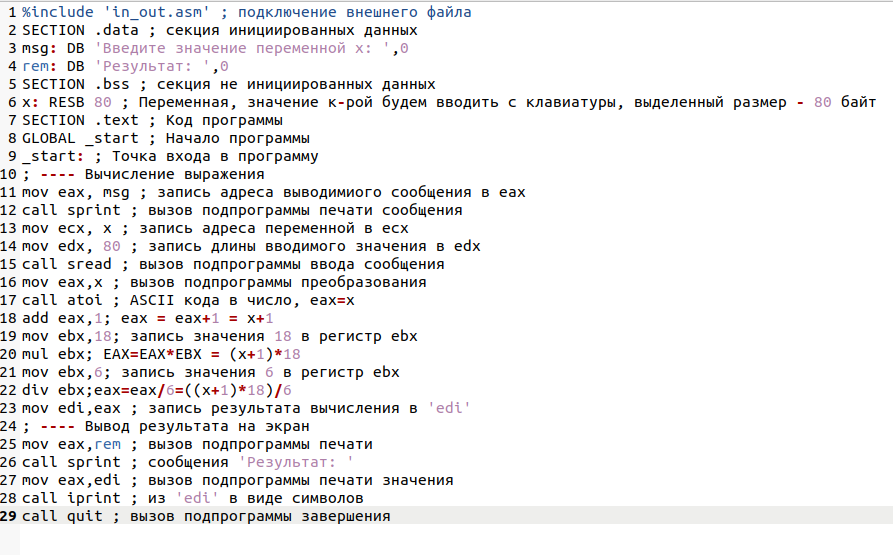 1 %include 'in_out.asm' ; подключение внешнего файла
2 SECTION .data ; секция инициированных данных
3 msg: DB 'Введите значение переменной х: ',0
4 rem: DB 'Результат: ',0
5 SECTION .bss ; секция не инициированных данных
6 x: RESB 80 ; Переменная, значение к-рой будем вводить с клавиатуры, выделенный размер - 80 байт
7 SECTION .text ; Код программы
8 GLOBAL _start ; Начало программы
9 _start: ; Точка входа в программу
10 ; ---- Вычисление выражения
11 mov eax, msg ; запись адреса выводимиого сообщения в eax
12 call sprint ; вызов подпрограммы печати сообщения
13 mov ecx, x ; запись адреса переменной в ecx
14 mov edx, 80 ; запись длины вводимого значения в edx
15 call sread ; вызов подпрограммы ввода сообщения
16 mov eax,x ; вызов подпрограммы преобразования
17 call atoi ; ASCII кода в число, eax=x
18 add eax,1; eax = eax+1 = x+1
19 mov ebx,18; запись значения 18 в регистр ebx
20 mul ebx; EAX=EAX*EBX = (x+1)*18
21 mov ebx,6; запись значения 6 в регистр ebx
22 div ebx;eax=eax/6=((x+1)*18)/6
23 mov edi,eax ; запись результата вычисления в 'edi'
24 ; ---- Вывод результата на экран
25 mov eax,rem ; вызов подпрограммы печати
26 call sprint ; сообщения 'Результат: '
27 mov eax,edi ; вызов подпрограммы печати значения
28 call iprint ; из 'edi' в виде символов
29 call quit ; вызов подпрограммы завершения